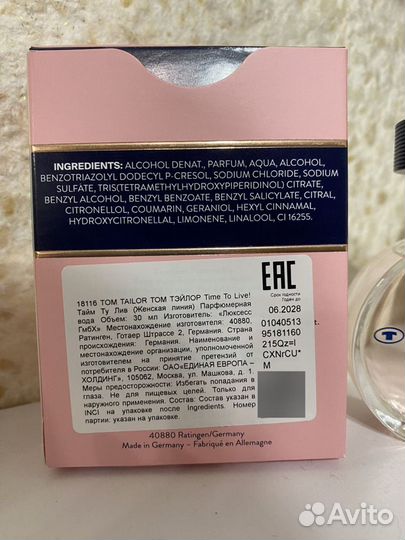 INGREDIENTS: ALCOHOL DENAT., PARFUM, AQUA, ALCOHOL,
BENZOTRIAZOLYL DODECYL P-CRESOL, SODIUM CHLORIDE, SODIUM
SULFATE, TRIS(TETRAMETHYLHYDROXYPIPERIDINOL) CITRATE,
BENZYL ALCOHOL, BENZYL BENZOATE, BENZYL SALICYLATE, CITRAL,
CITRONELLOL, COUMARIN, GERANIOL, HEXYL CINNAMAL,
HYDROXYCITRONELLAL, LIMONENE, LINALOOL, CI 16255.
18116 TOM TAILOR TOM ТЭЙЛОР Time To Live!
Тайм Ту Лив (Женская линия) Парфюмерная
вода Объем: 30 мл Изготовитель: «Люксесс
ГмбХ» Местонахождение изготовителя: 40880,
Ратинген, Готаер Штрассе 2, Германия. Страна
происхождения: Германия. Наименование и
местонахождение организации, уполномоченной
на принятие претензий от
потребителя в России: ОАО«ЕДИНАЯ ЕВРОПА –
ХОЛДИНГ», 105062, Москва, ул. Машкова, д. 1.
Меры предосторожности: Избегать попадания в
глаза. Не для пищевых целей. Только для
наружного применения. Состав: Состав указан в
INCI на упаковке после Ingredients. Номер
партии: указан на упаковке.
EAC
Срок годности
Годен до
06.2028
01040513
95181160
215Qz=l
CXNrCU*
M
t.
40880 Ratingen/Germany
Made in Germany – Fabriqué en Allemagne
T
Avito